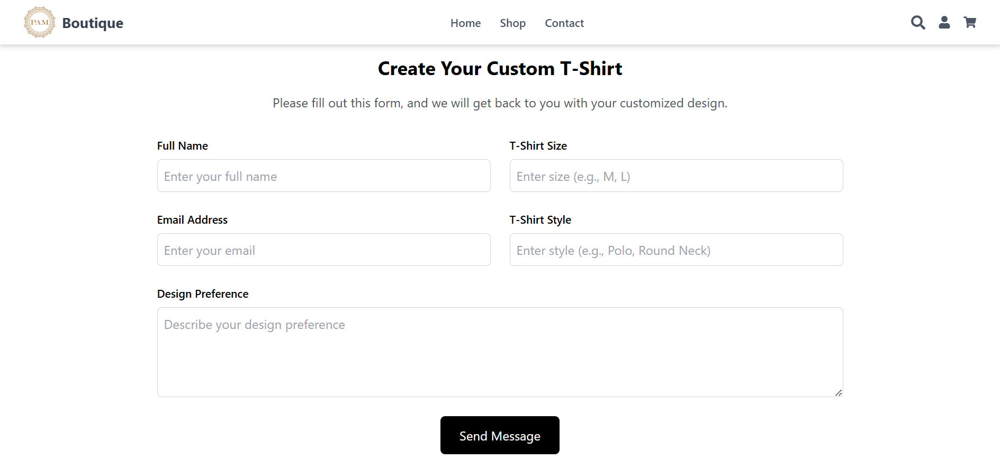 PAM
Boutique
Home Shop Contact
Create Your Custom T-Shirt
Please fill out this form, and we will get back to you with your customized design.
Full Name
Enter your full name
T-Shirt Size
Enter size (e.g., M, L)
Email Address
Enter your email
T-Shirt Style
Enter style (e.g., Polo, Round Neck)
Design Preference
Describe your design preference
Send Message